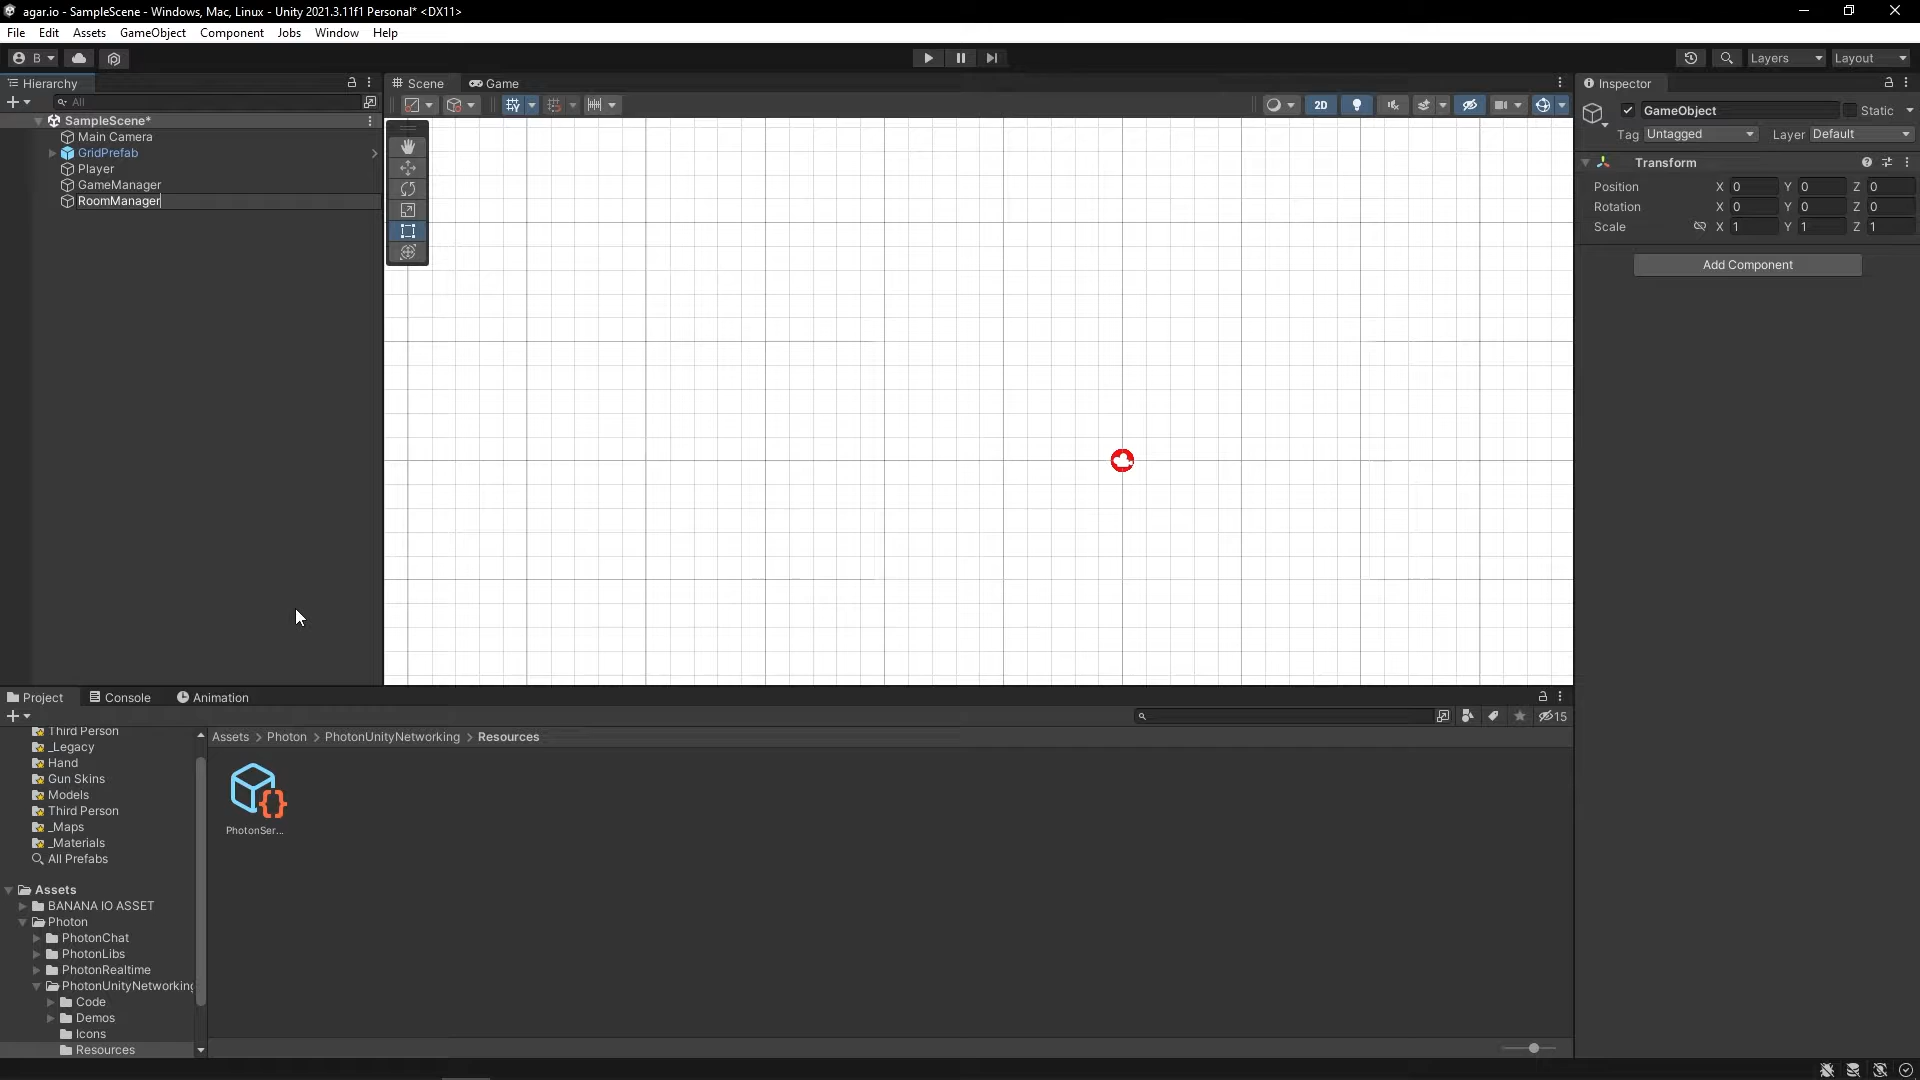 agar.io - SampleScene - Windows, Mac, Linux - Unity 2021.3.11f1 Personal* <DX11>
File Edit Assets GameObject Component Jobs Window Help
B Layers Layout
Hierarchy
All
SampleScene*
Main Camera
GridPrefab
Player
GameManager
RoomManager
Scene Game
2D
Inspector
GameObject Static
Tag Untagged Layer Default
Transform
Position X 0 Y 0 Z 0
Rotation X 0 Y 0 Z 0
Scale X 1 Y 1 Z 1
Add Component
Project Console Animation
15
Third Person
_Legacy
Hand
Gun Skins
Models
Third Person
_Maps
_Materials
All Prefabs
Assets
BANANA IO ASSET
Photon
PhotonChat
PhotonLibs
PhotonRealtime
PhotonUnityNetworking
Code
Demos
Icons
Resources
Assets > Photon > PhotonUnityNetworking > Resources
PhotonSer...